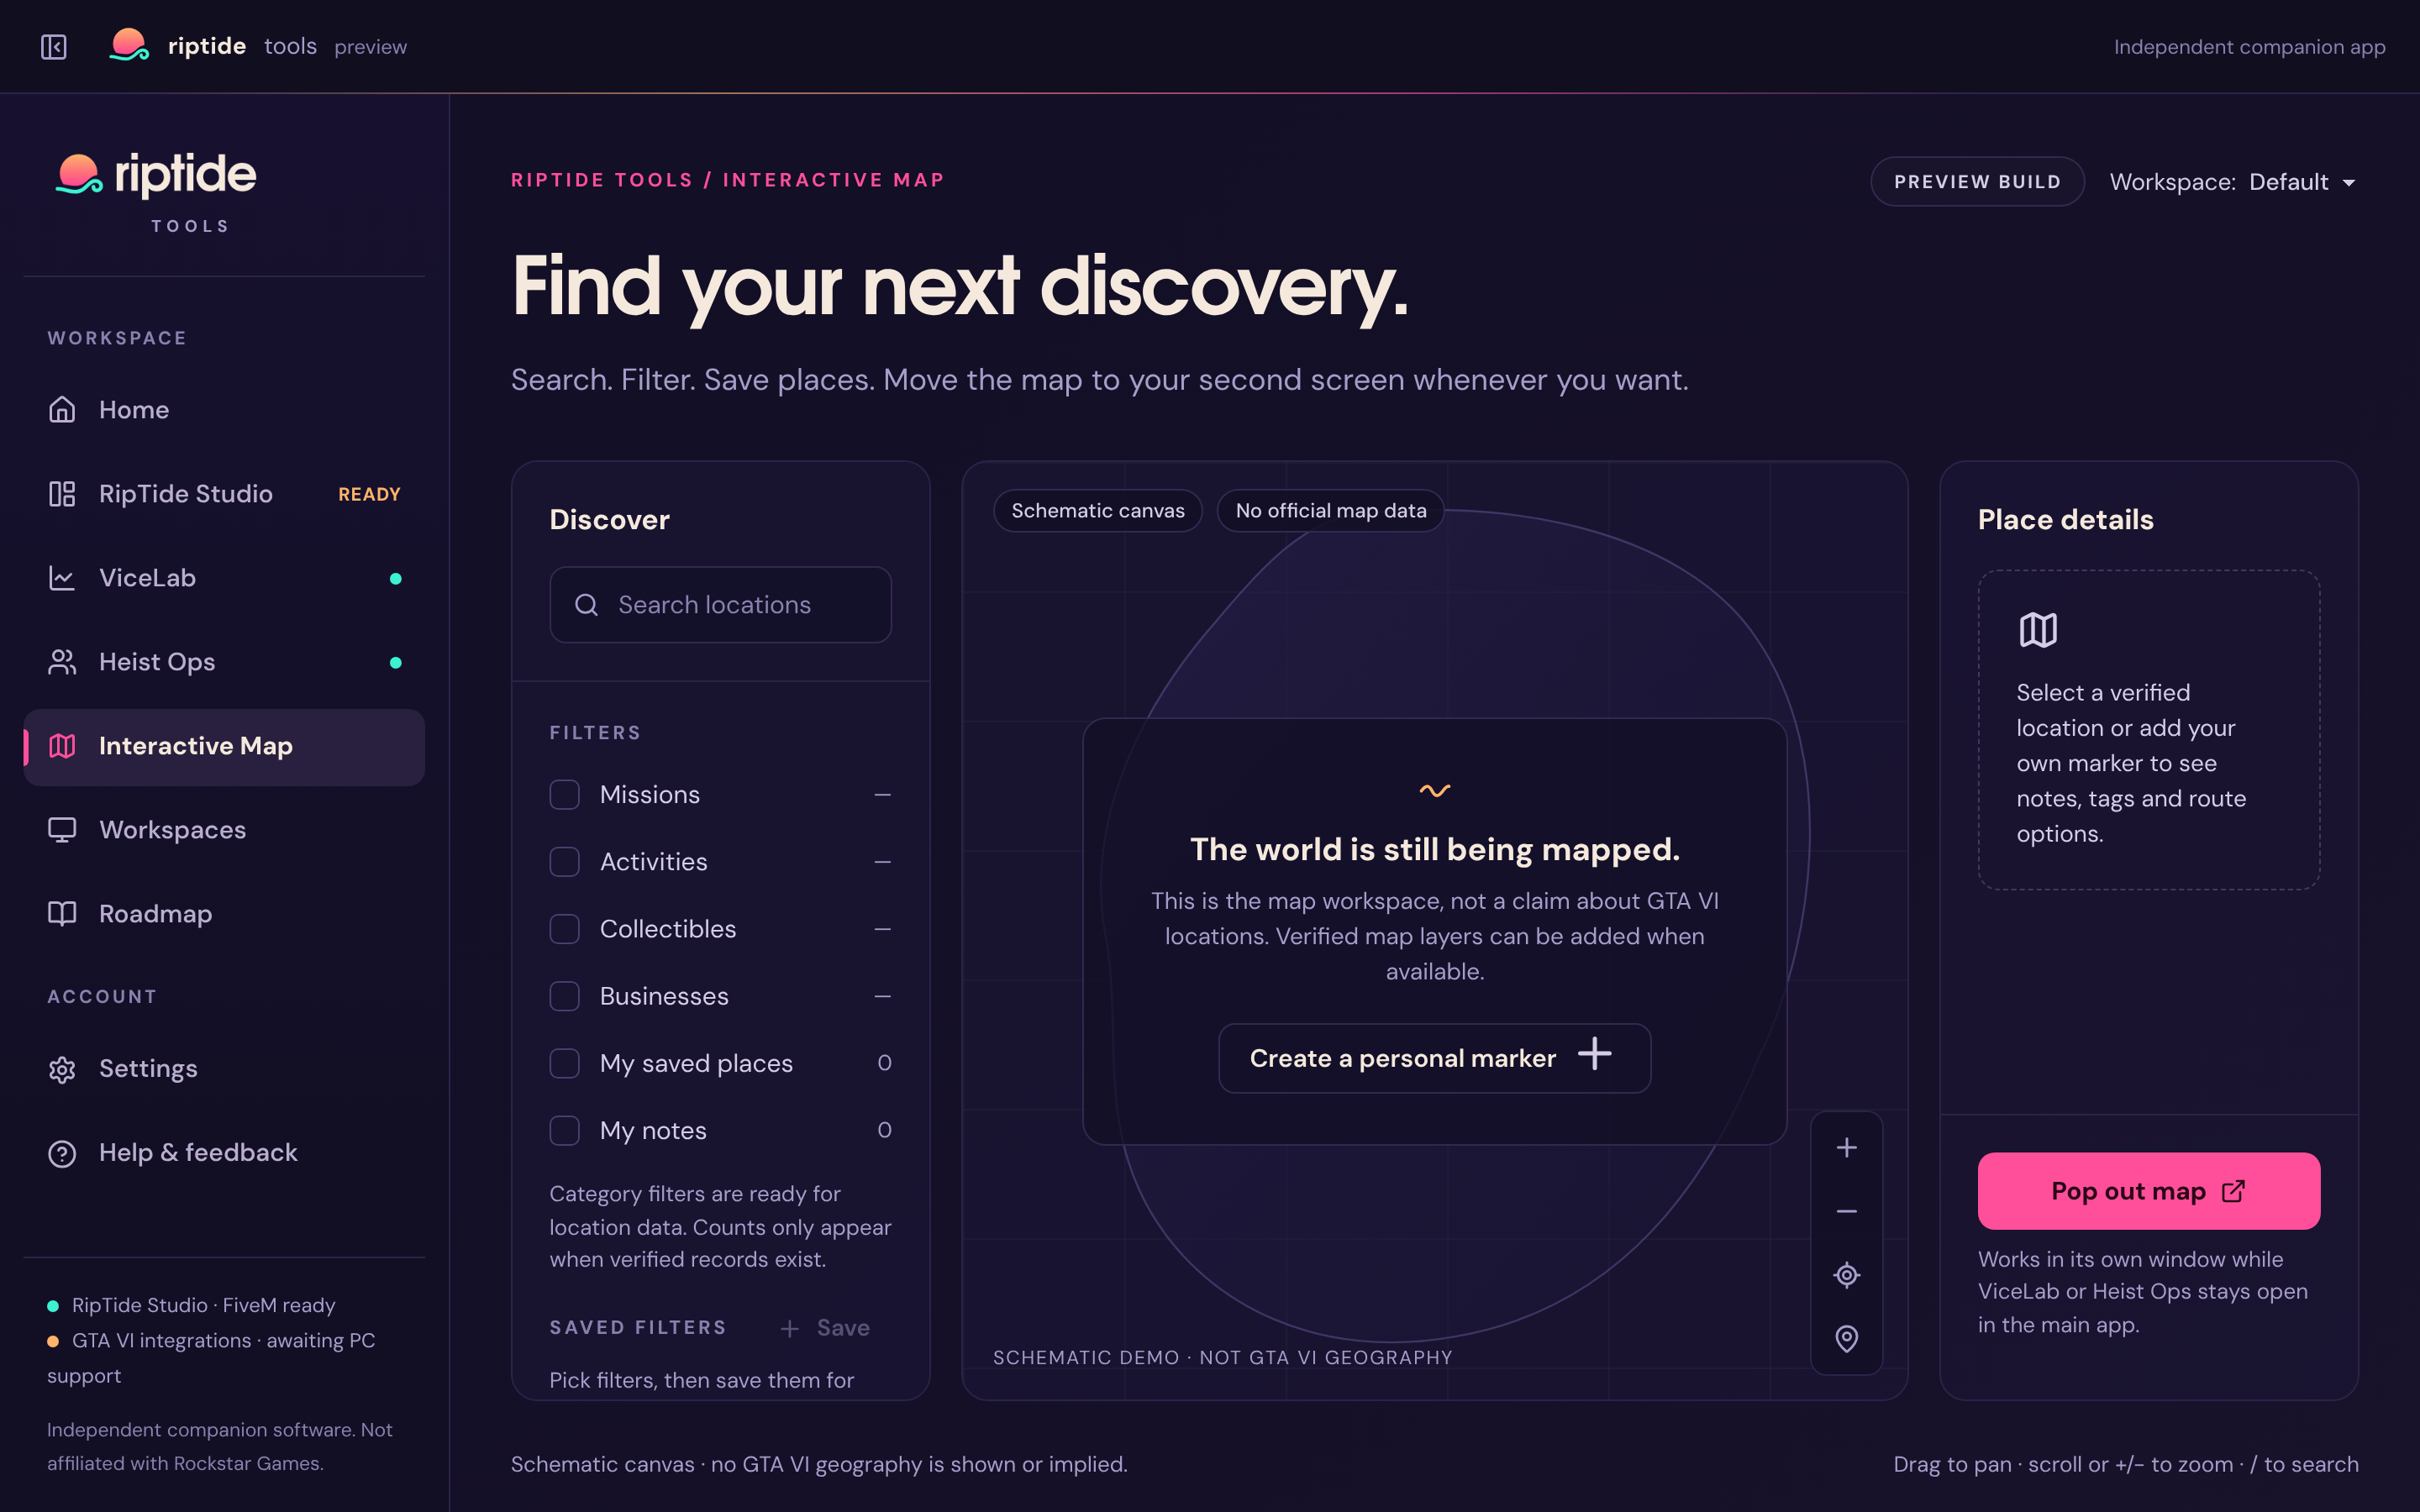 riptide tools preview
Independent companion app
riptide
TOOLS
WORKSPACE
Home
RipTide Studio READY
ViceLab
Heist Ops
Interactive Map
Workspaces
Roadmap
ACCOUNT
Settings
Help & feedback
RipTide Studio · FiveM ready
GTA VI integrations · awaiting PC
support
Independent companion software. Not
affiliated with Rockstar Games.
RIPTIDE TOOLS / INTERACTIVE MAP
PREVIEW BUILD
Workspace: Default
Find your next discovery.
Search. Filter. Save places. Move the map to your second screen whenever you want.
Discover
Search locations
FILTERS
Missions —
Activities —
Collectibles —
Businesses —
My saved places 0
My notes 0
Category filters are ready for
location data. Counts only appear
when verified records exist.
SAVED FILTERS + Save
Pick filters, then save them for
Schematic canvas
No official map data
The world is still being mapped.
This is the map workspace, not a claim about GTA VI
locations. Verified map layers can be added when
available.
Create a personal marker +
SCHEMATIC DEMO · NOT GTA VI GEOGRAPHY
Place details
Select a verified
location or add your
own marker to see
notes, tags and route
options.
Pop out map
Works in its own window while
ViceLab or Heist Ops stays open
in the main app.
Schematic canvas · no GTA VI geography is shown or implied.
Drag to pan · scroll or +/− to zoom · / to search